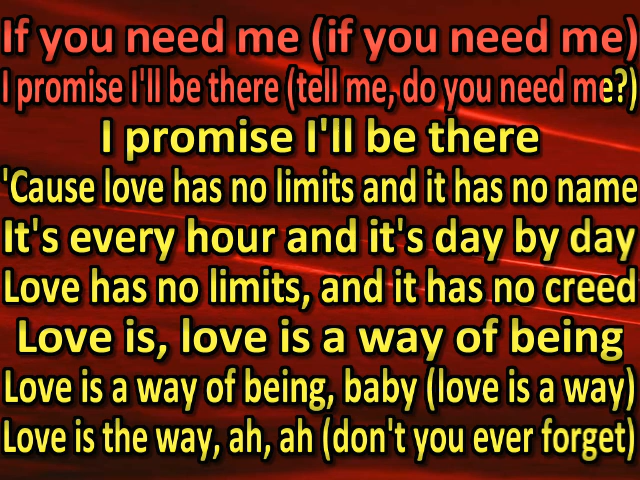 If you need me (if you need me)
I promise I'll be there (tell me, do you need me?)
I promise I'll be there
'Cause love has no limits and it has no name
It's every hour and it's day by day
Love has no limits, and it has no creed
Love is, love is a way of being
Love is a way of being, baby (love is a way)
Love is the way, ah, ah (don't you ever forget)